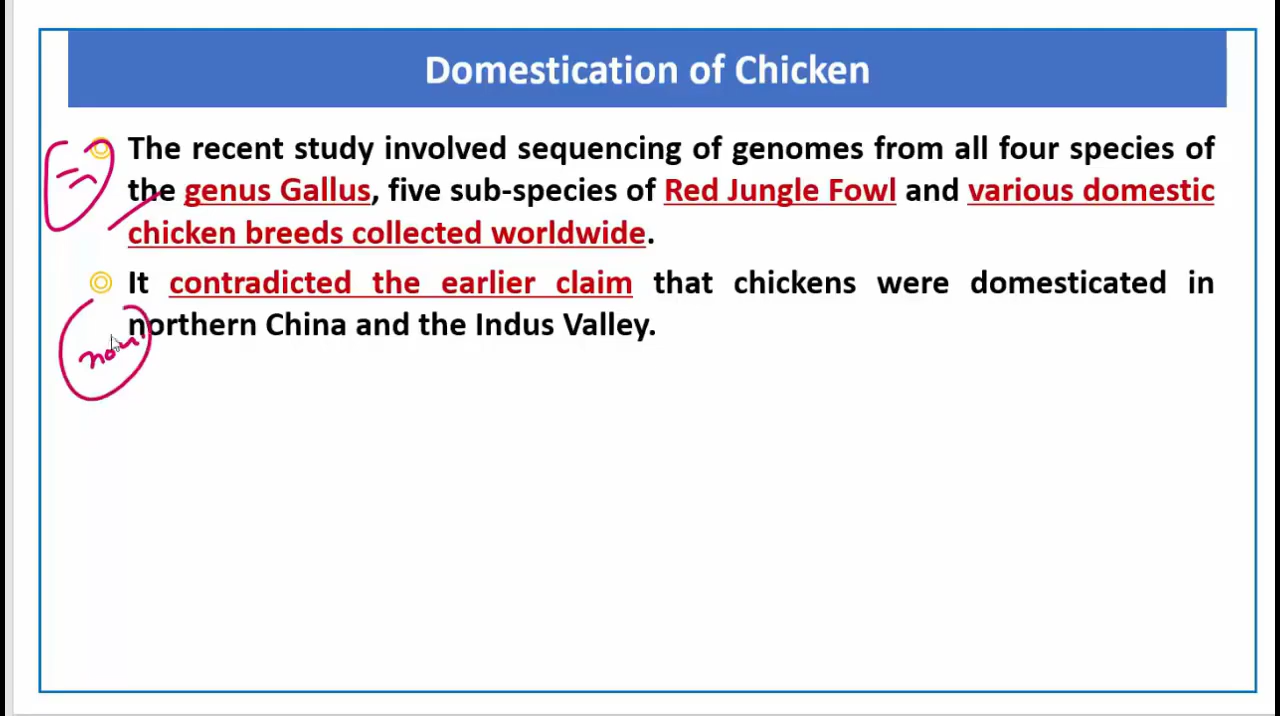 Domestication of Chicken
The recent study involved sequencing of genomes from all four species of
the genus Gallus, five sub-species of Red Jungle Fowl and various domestic
chicken breeds collected worldwide.
It contradicted the earlier claim that chickens were domesticated in
northern China and the Indus Valley.